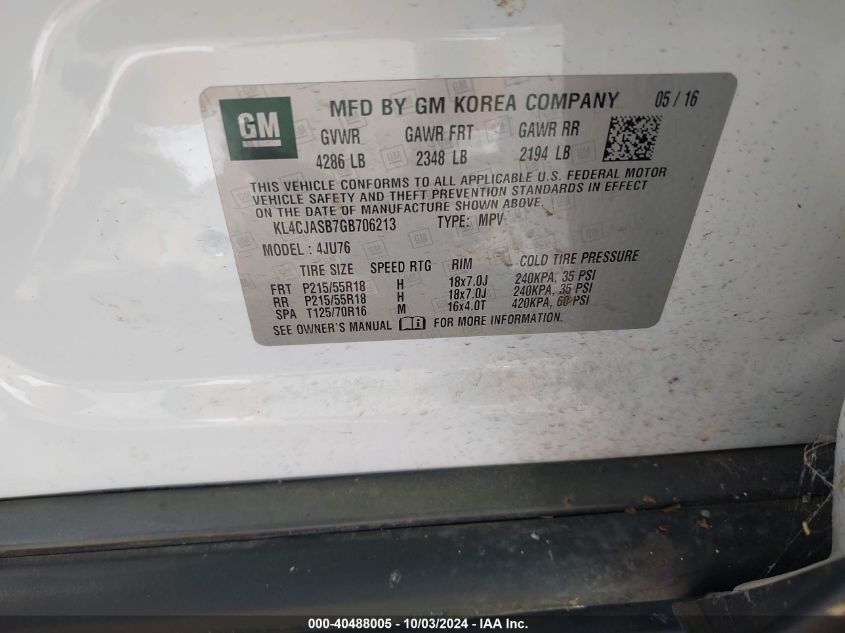 GM
MFD BY GM KOREA COMPANY 05 / 16
GVWR GAWR FRT GAWR RR
4286 LB 2348 LB 2194 LB
THIS VEHICLE CONFORMS TO ALL APPLICABLE U.S. FEDERAL MOTOR
VEHICLE SAFETY AND THEFT PREVENTION STANDARDS IN EFFECT
ON THE DATE OF MANUFACTURE SHOWN ABOVE.
KL4CJASB7GB706213 TYPE: MPV
MODEL : 4JU76
TIRE SIZE SPEED RTG RIM COLD TIRE PRESSURE
FRT P215/55R18 H 18x7.0J 240KPA, 35 PSI
RR P215/55R18 H 18x7.0J 240KPA, 35 PSI
SPA T125/70R16 M 16x4.0T 420KPA, 60 PSI
SEE OWNER'S MANUAL FOR MORE INFORMATION.
000-40488005 - 10/03/2024 - IAA Inc.